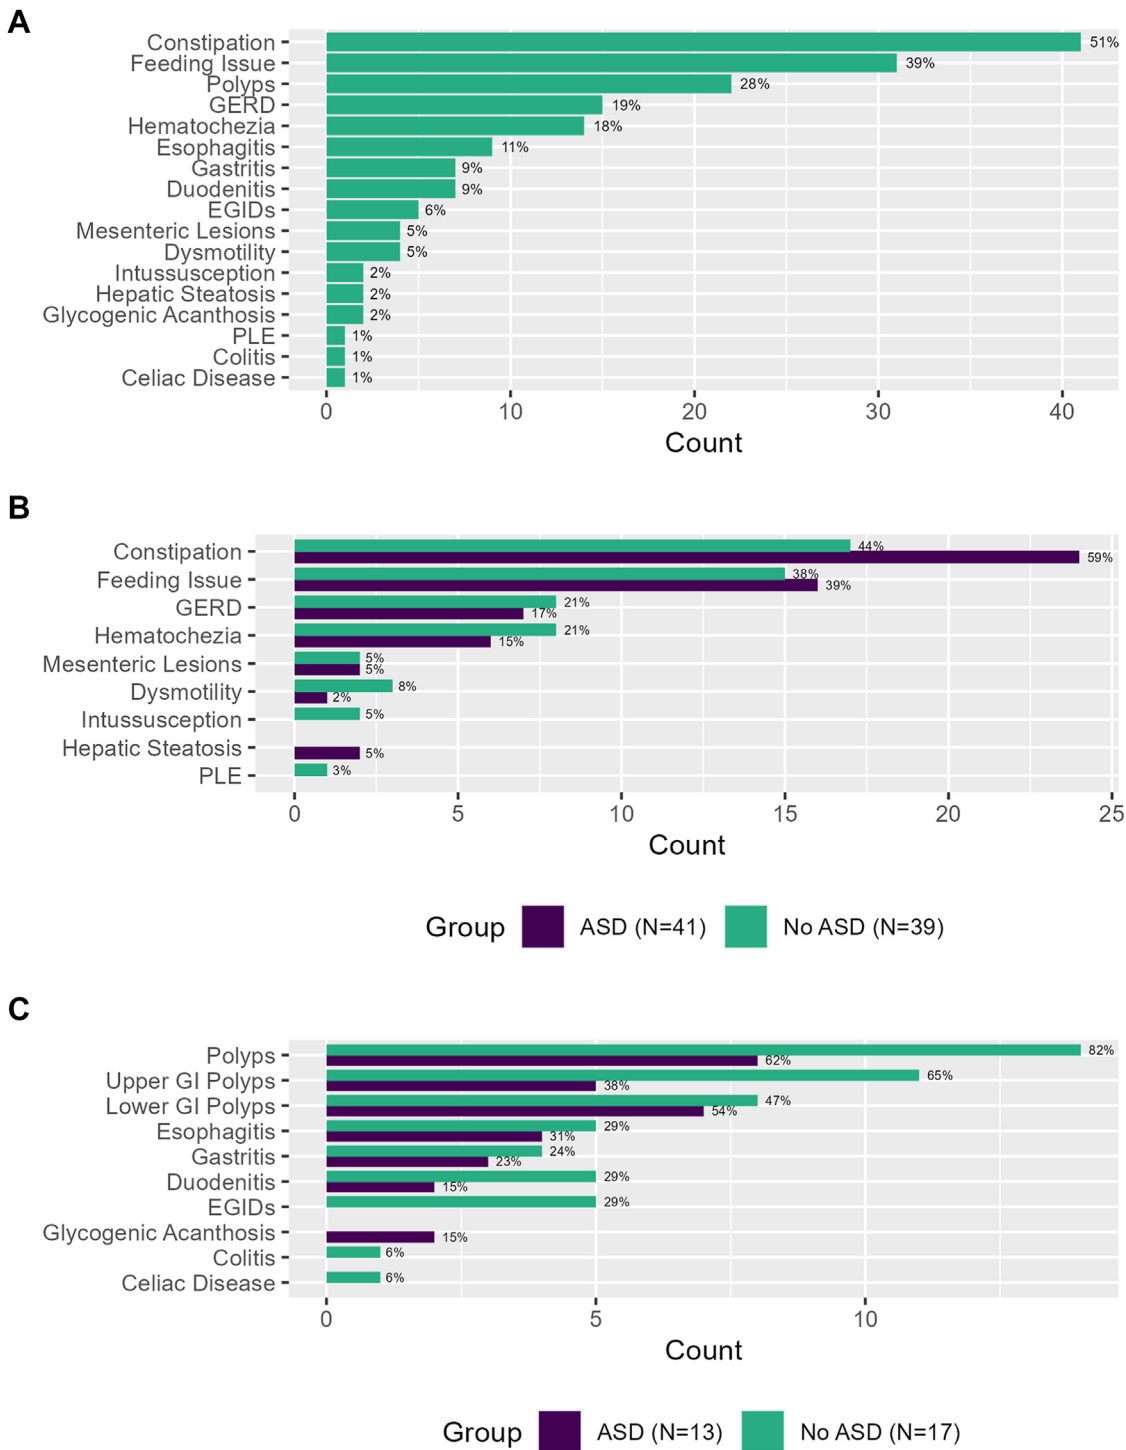 A
Constipation 51%
Feeding Issue 39%
Polyps 28%
GERD 19%
Hematochezia 18%
Esophagitis 11%
Gastritis 9%
Duodenitis 9%
EGIDs 6%
Mesenteric Lesions 5%
Dysmotility 5%
Intussusception 2%
Hepatic Steatosis 2%
Glycogenic Acanthosis 2%
PLE 1%
Colitis 1%
Celiac Disease 1%
0 10 20 30 40
Count
B
Constipation 44% 59%
Feeding Issue 38% 39%
GERD 21% 17%
Hematochezia 21% 15%
Mesenteric Lesions 5% 5%
Dysmotility 8% 2%
Intussusception 5%
Hepatic Steatosis 5%
PLE 3%
0 5 10 15 20 25
Count
Group ASD (N=41) No ASD (N=39)
C
Polyps 82% 62%
Upper GI Polyps 65% 38%
Lower GI Polyps 47% 54%
Esophagitis 29% 31%
Gastritis 24% 23%
Duodenitis 29% 15%
EGIDs 29%
Glycogenic Acanthosis 15%
Colitis 6%
Celiac Disease 6%
0 5 10
Count
Group ASD (N=13) No ASD (N=17)